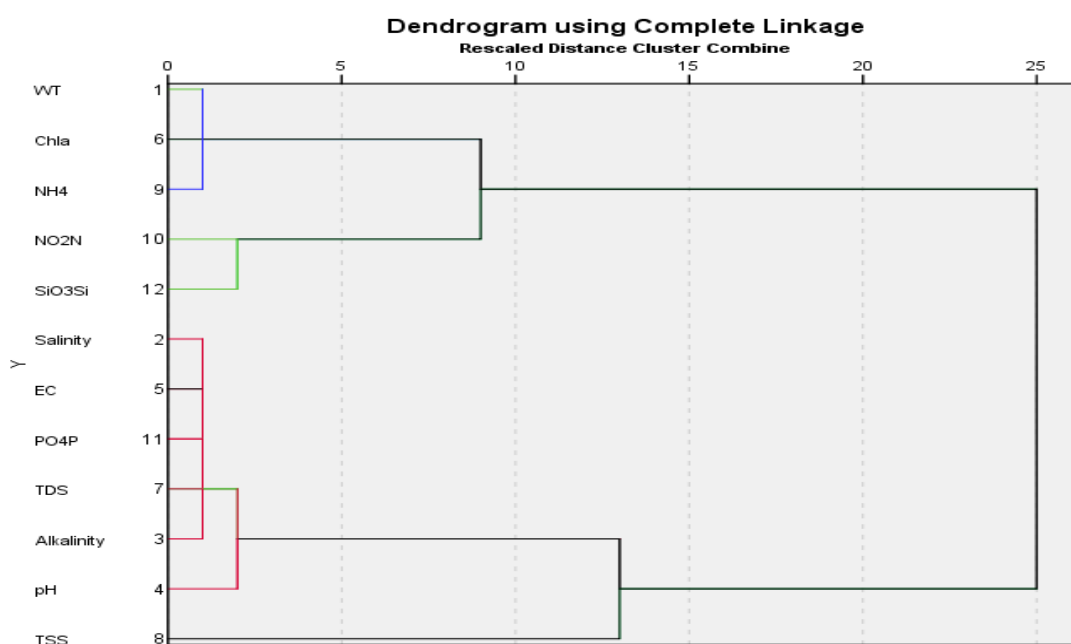 Dendrogram using Complete Linkage
Rescaled Distance Cluster Combine
0 5 10 15 20 25
WT 1
Chla 6
NH4 9
NO2N 10
SiO3Si 12
Salinity 2
Y
EC 5
PO4P 11
TDS 7
Alkalinity 3
pH 4
TSS 8